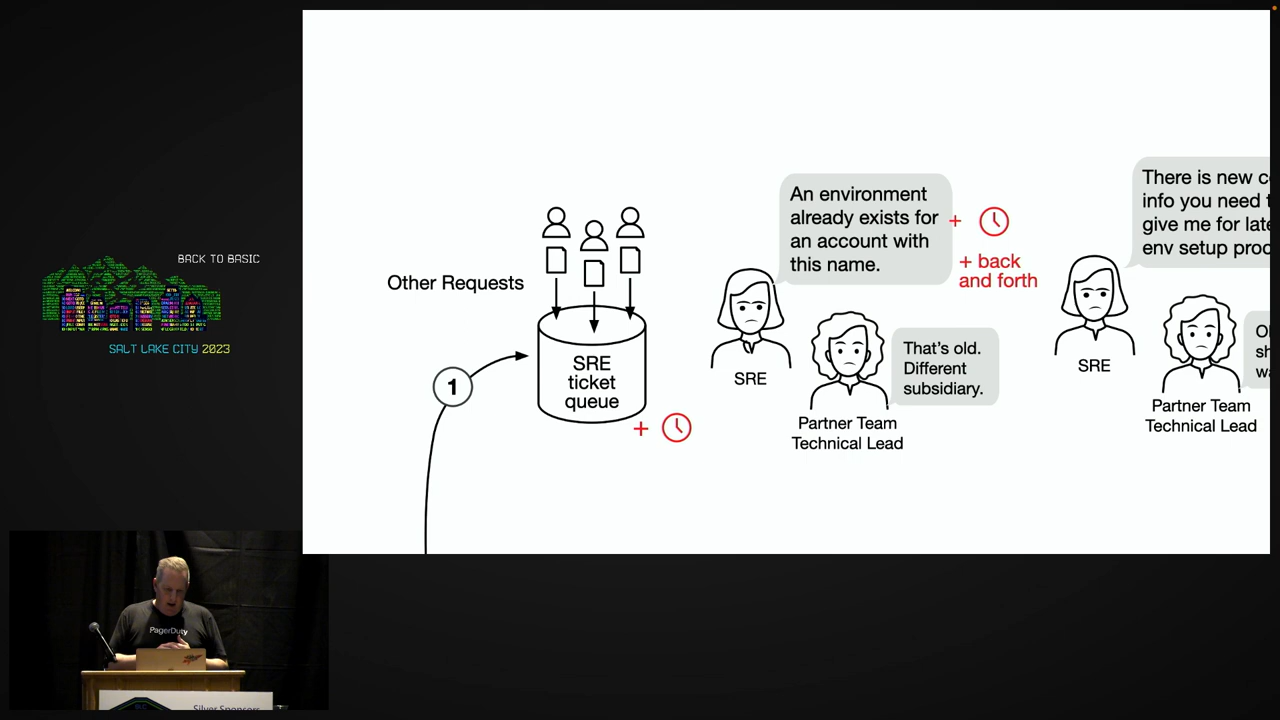 BACK TO BASIC
SALT LAKE CITY 2023
Other Requests
1
SRE
ticket
queue
+
An environment
already exists for
an account with
this name.
+
+ back
and forth
SRE
That's old.
Different
subsidiary.
Partner Team
Technical Lead
There is new
info you need
give me for
env setup
SRE
Partner Team
Technical Lead
PagerDuty
Silver Sponsors